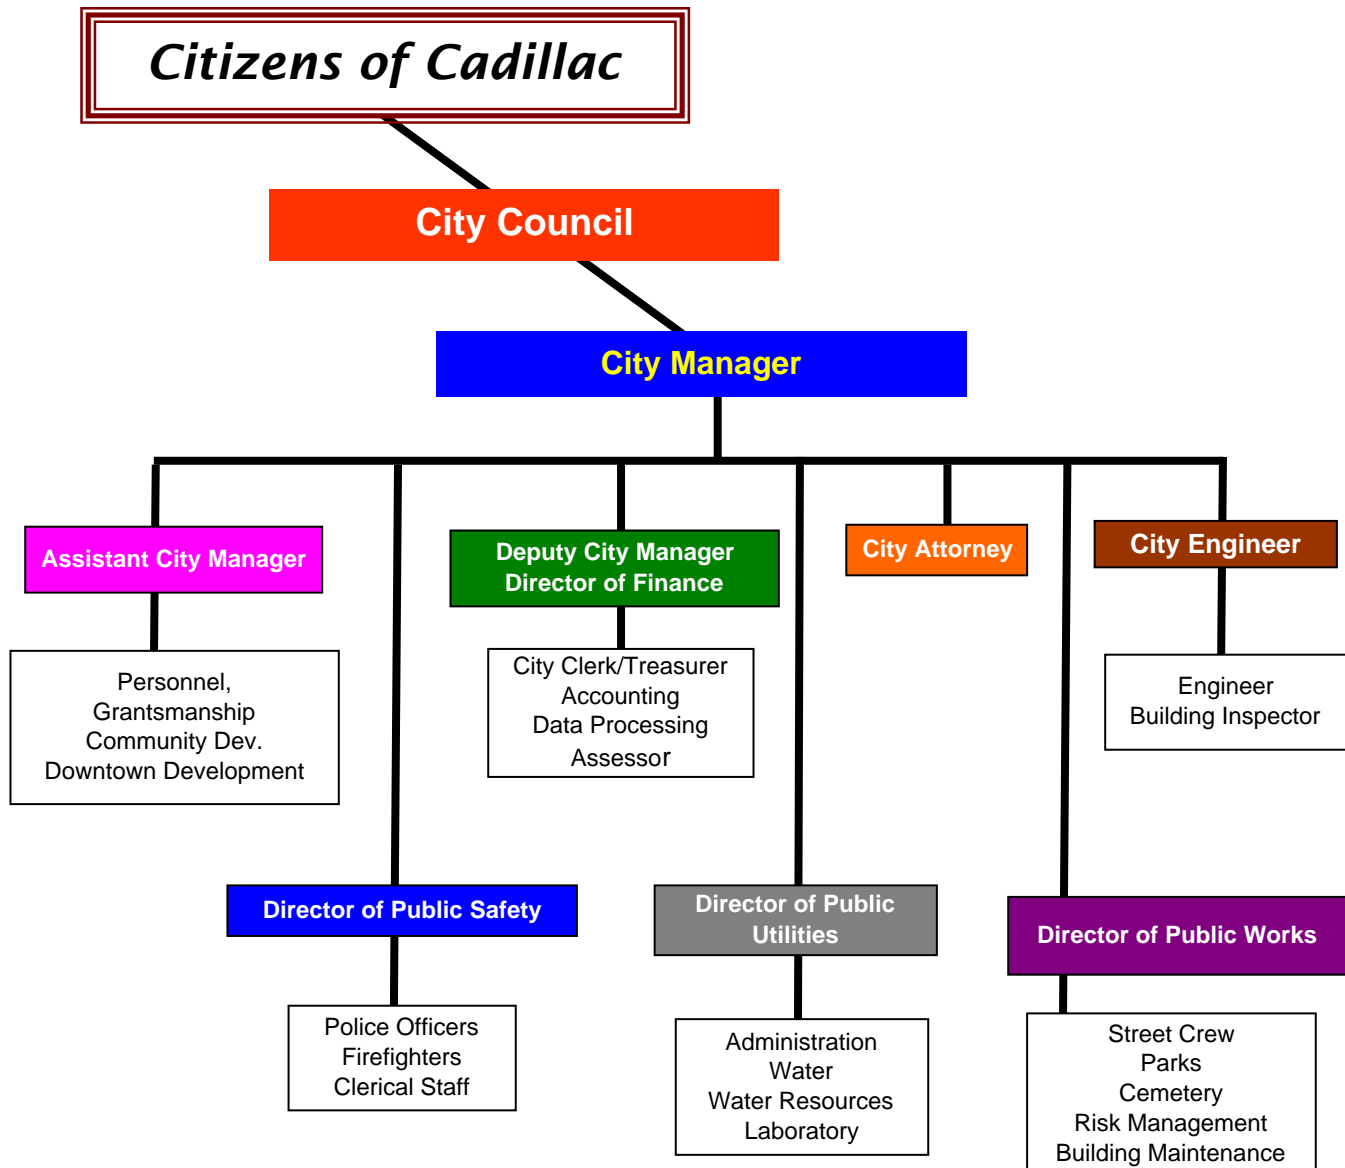 Citizens of Cadillac
City Council
City Manager
Assistant City Manager
Deputy City Manager
Director of Finance
City Attorney
City Engineer
Personnel,
Grantsmanship
Community Dev.
Downtown Development
City Clerk/Treasurer
Accounting
Data Processing
Assessor
Engineer
Building Inspector
Director of Public Safety
Director of Public
Utilities
Director of Public Works
Police Officers
Firefighters
Clerical Staff
Administration
Water
Water Resources
Laboratory
Street Crew
Parks
Cemetery
Risk Management
Building Maintenance